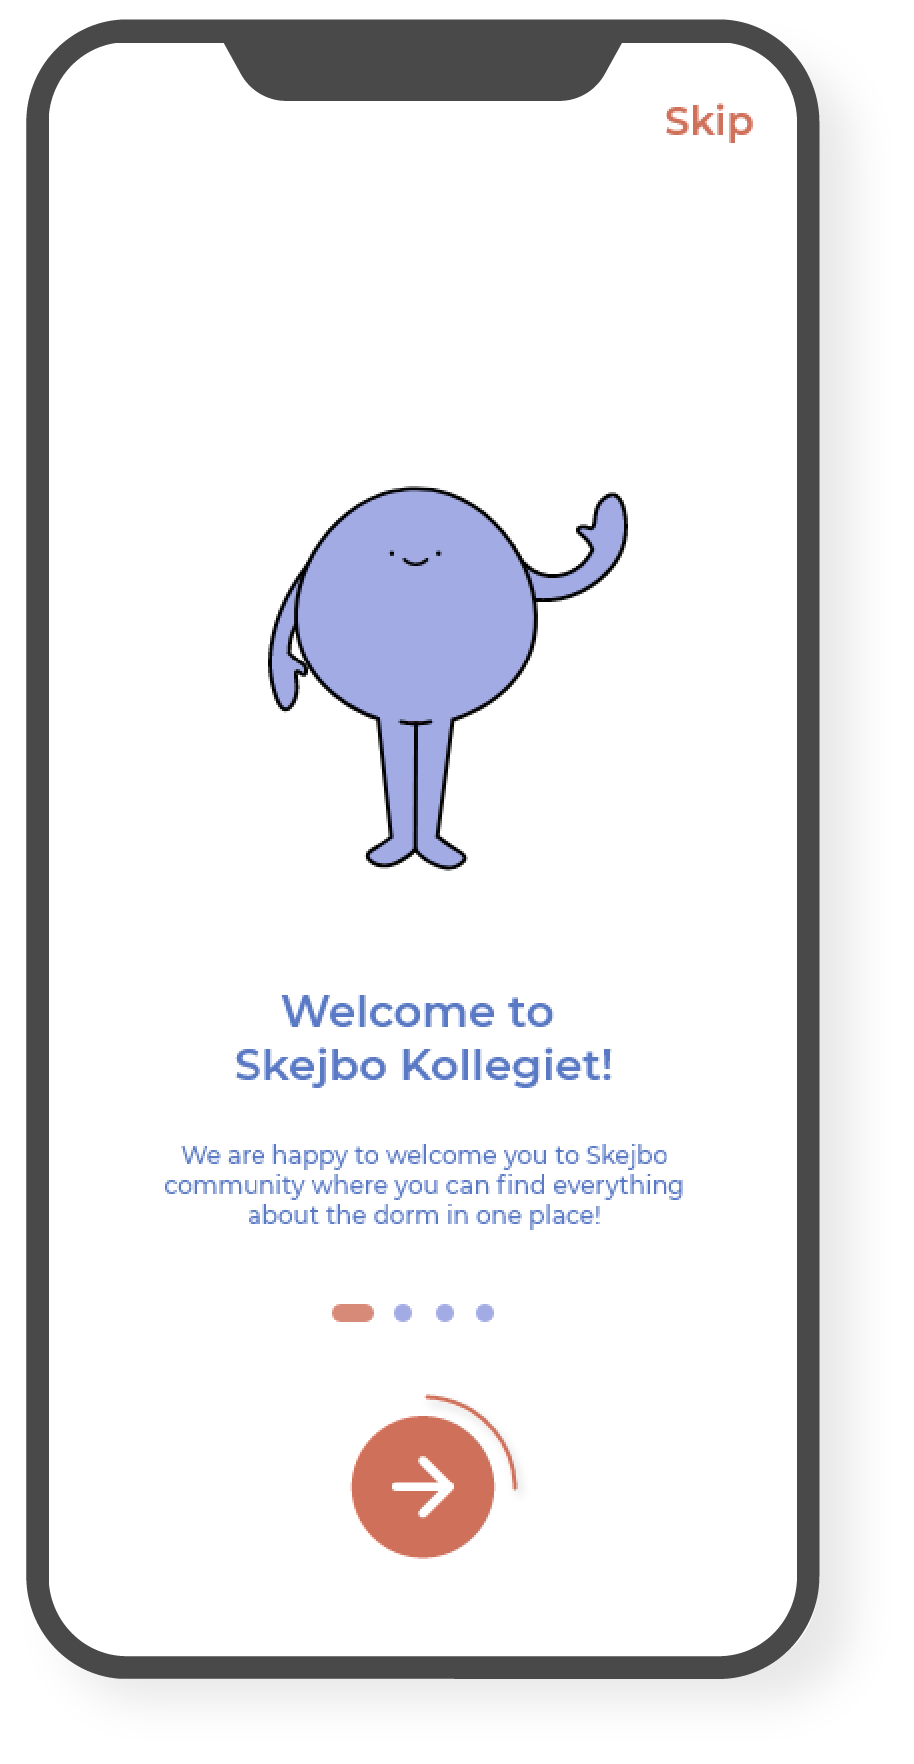 Skip
Welcome to
Skejbo Kollegiet!
We are happy to welcome you to Skejbo
community where you can find everything
about the dorm in one place!